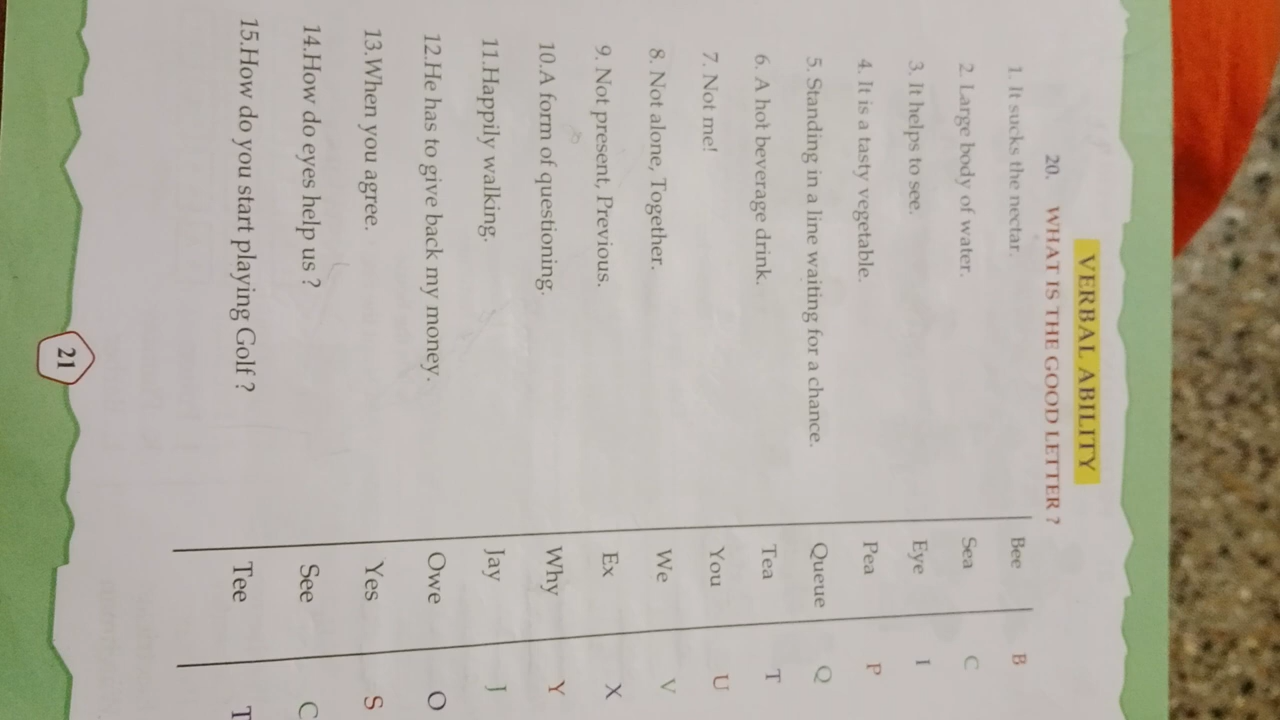 VERBAL ABILITY
20. WHAT IS THE GOOD LETTER ?
1. It sucks the nectar. Bee B
2. Large body of water. Sea C
3. It helps to see. Eye I
4. It is a tasty vegetable. Pea P
5. Standing in a line waiting for a chance. Queue Q
6. A hot beverage drink. Tea T
7. Not me! You U
8. Not alone, Together. We V
9. Not present, Previous. Ex X
10.A form of questioning. Why Y
11.Happily walking. Jay J
12.He has to give back my money. Owe O
13.When you agree. Yes S
14.How do eyes help us ? See C
15.How do you start playing Golf ? Tee T
21